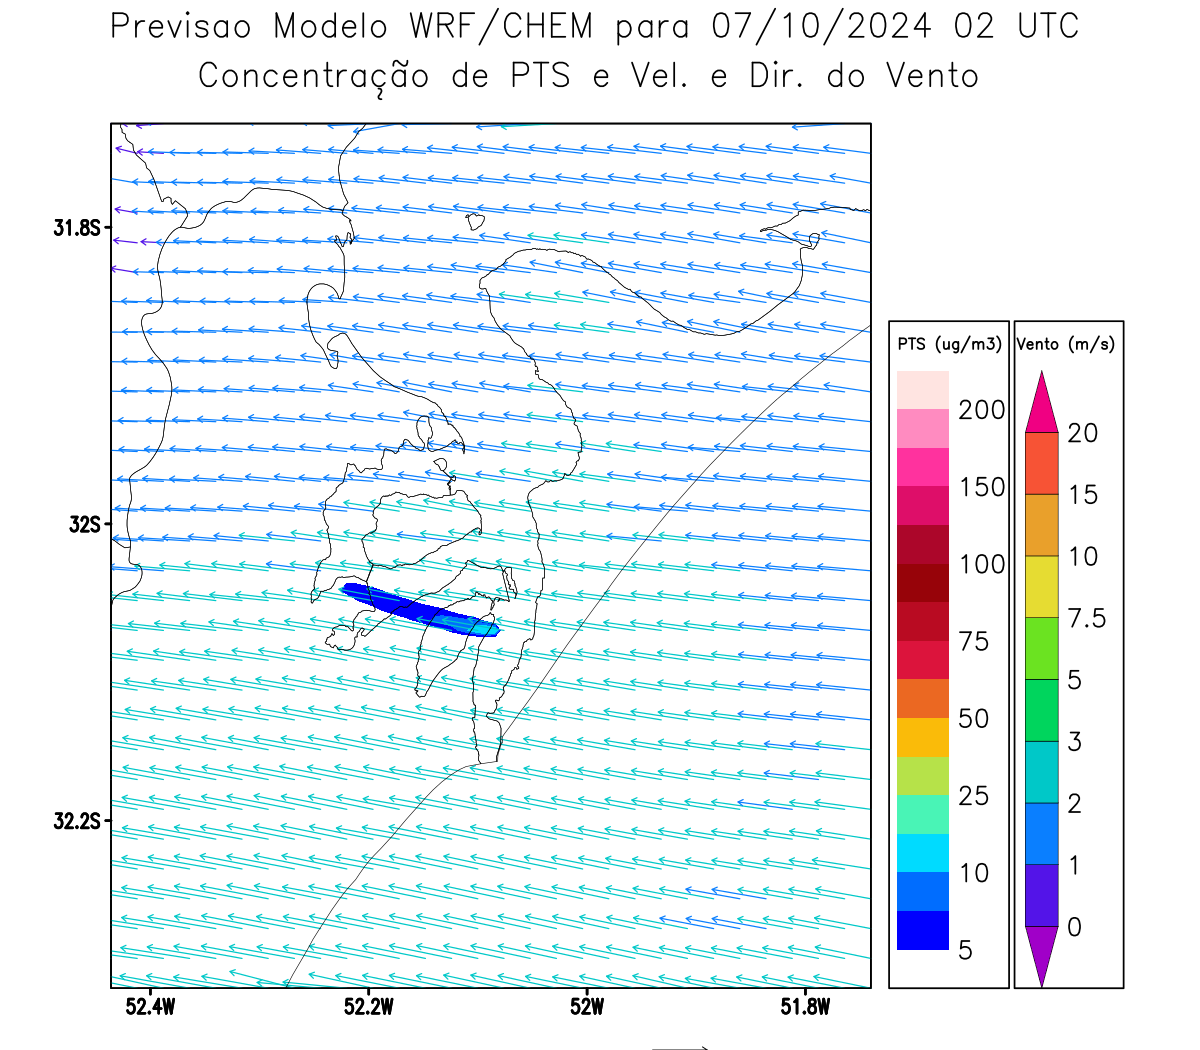 Previsao Modelo WRF/CHEM para 07/10/2024 02 UTC
Concentração de PTS e Vel. e Dir. do Vento
31.8S
32S
32.2S
52.4W 52.2W 52W 51.8W
PTS (ug/m3)
200
150
100
75
50
25
10
5
Vento (m/s)
20
15
10
7.5
5
3
2
1
0